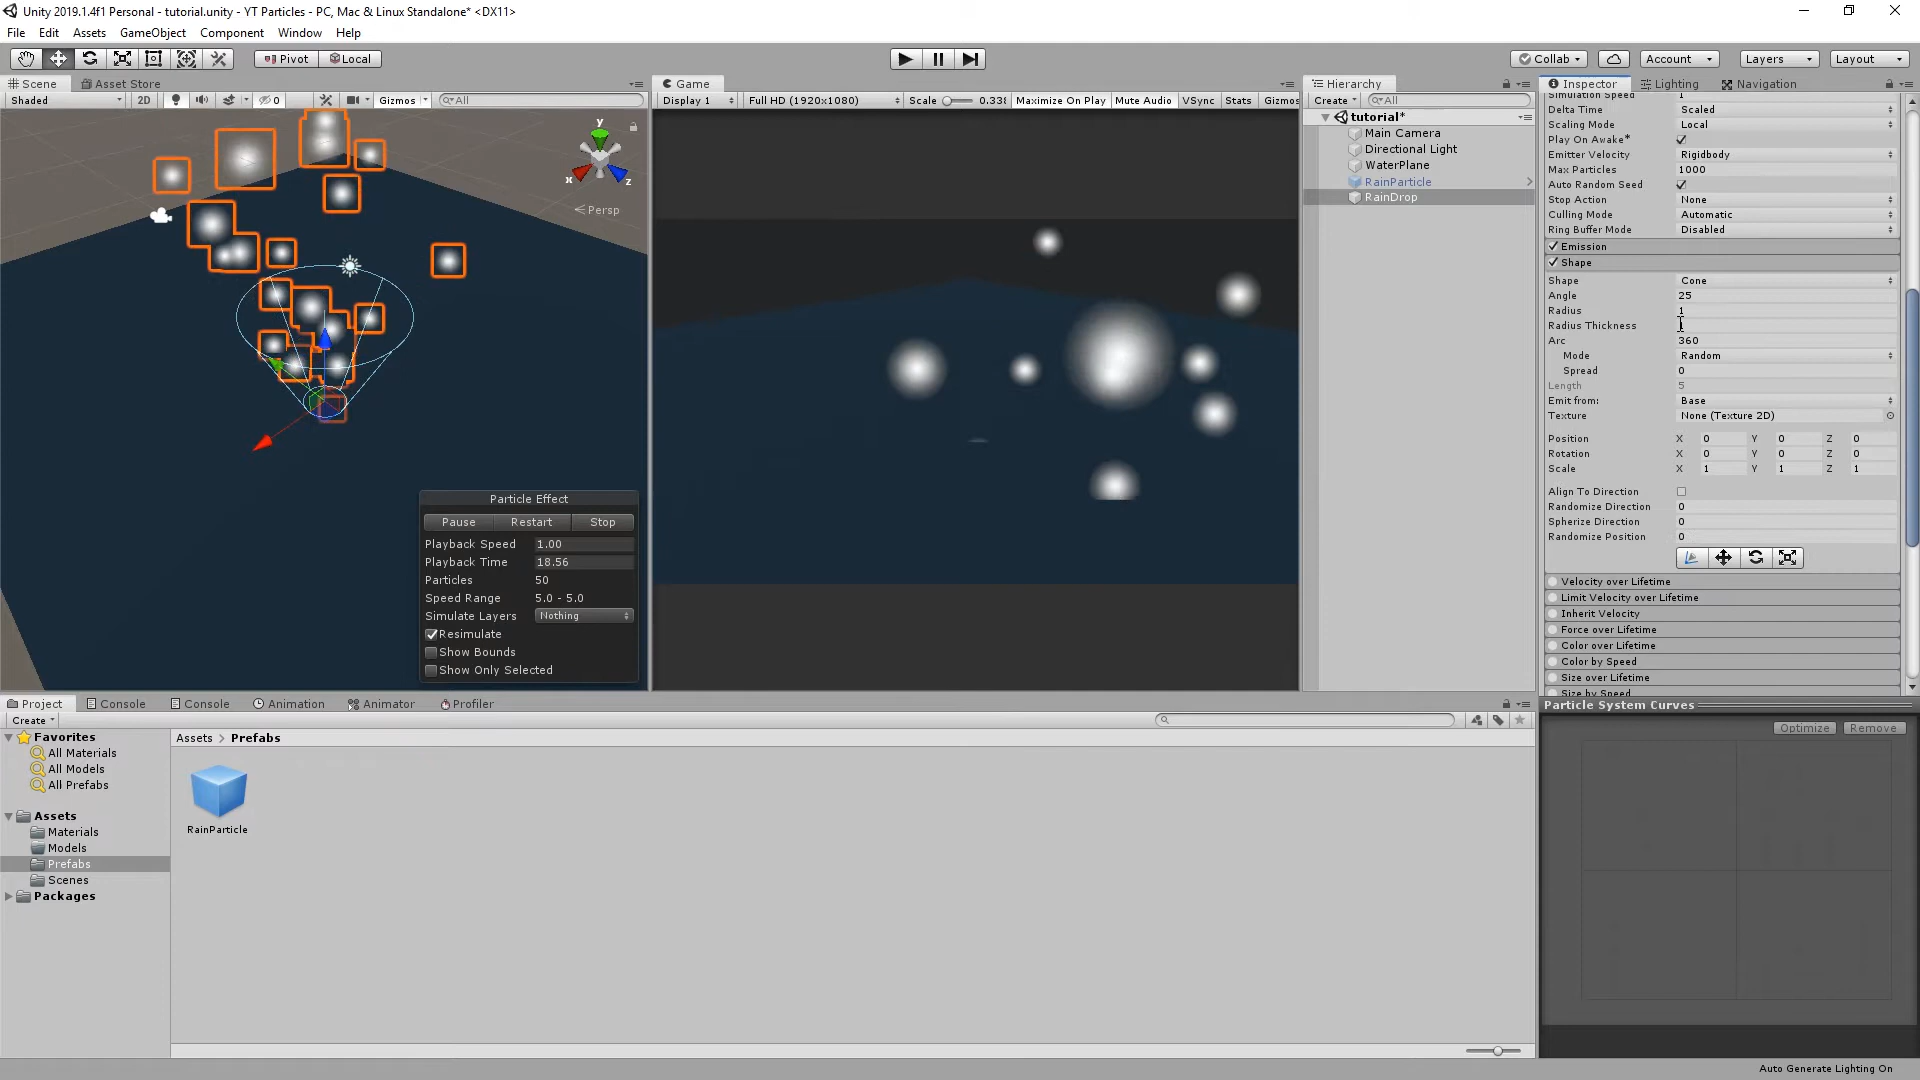 Unity 2019.1.4f1 Personal - tutorial.unity - YT Particles - PC, Mac & Linux Standalone* <DX11>
File Edit Assets GameObject Component Window Help
Pivot Local
Collab Account Layers Layout
Scene Asset Store
Shaded 2D 0 Gizmos All
y
x
z
Persp
Particle Effect
Pause Restart Stop
Playback Speed 1.00
Playback Time 18.56
Particles 50
Speed Range 5.0 - 5.0
Simulate Layers Nothing
Resimulate
Show Bounds
Show Only Selected
Game
Display 1 Full HD (1920x1080) Scale 0.33 Maximize On Play Mute Audio VSync Stats Gizmos
Hierarchy
Create All
tutorial*
Main Camera
Directional Light
WaterPlane
RainParticle
RainDrop
Inspector Lighting Navigation
Simulation Speed 1
Delta Time Scaled
Scaling Mode Local
Play On Awake*
Emitter Velocity Rigidbody
Max Particles 1000
Auto Random Seed
Stop Action None
Culling Mode Automatic
Ring Buffer Mode Disabled
Emission
Shape
Shape Cone
Angle 25
Radius 1
Radius Thickness 1
Arc 360
Mode Random
Spread 0
Length 5
Emit from: Base
Texture None (Texture 2D)
Position X 0 Y 0 Z 0
Rotation X 0 Y 0 Z 0
Scale X 1 Y 1 Z 1
Align To Direction
Randomize Direction 0
Spherize Direction 0
Randomize Position 0
Velocity over Lifetime
Limit Velocity over Lifetime
Inherit Velocity
Force over Lifetime
Color over Lifetime
Color by Speed
Size over Lifetime
Size by Speed
Particle System Curves
Optimize Remove
Project Console Console Animation Animator Profiler
Create
Favorites
All Materials
All Models
All Prefabs
Assets
Materials
Models
Prefabs
Scenes
Packages
Assets > Prefabs
RainParticle
Auto Generate Lighting On